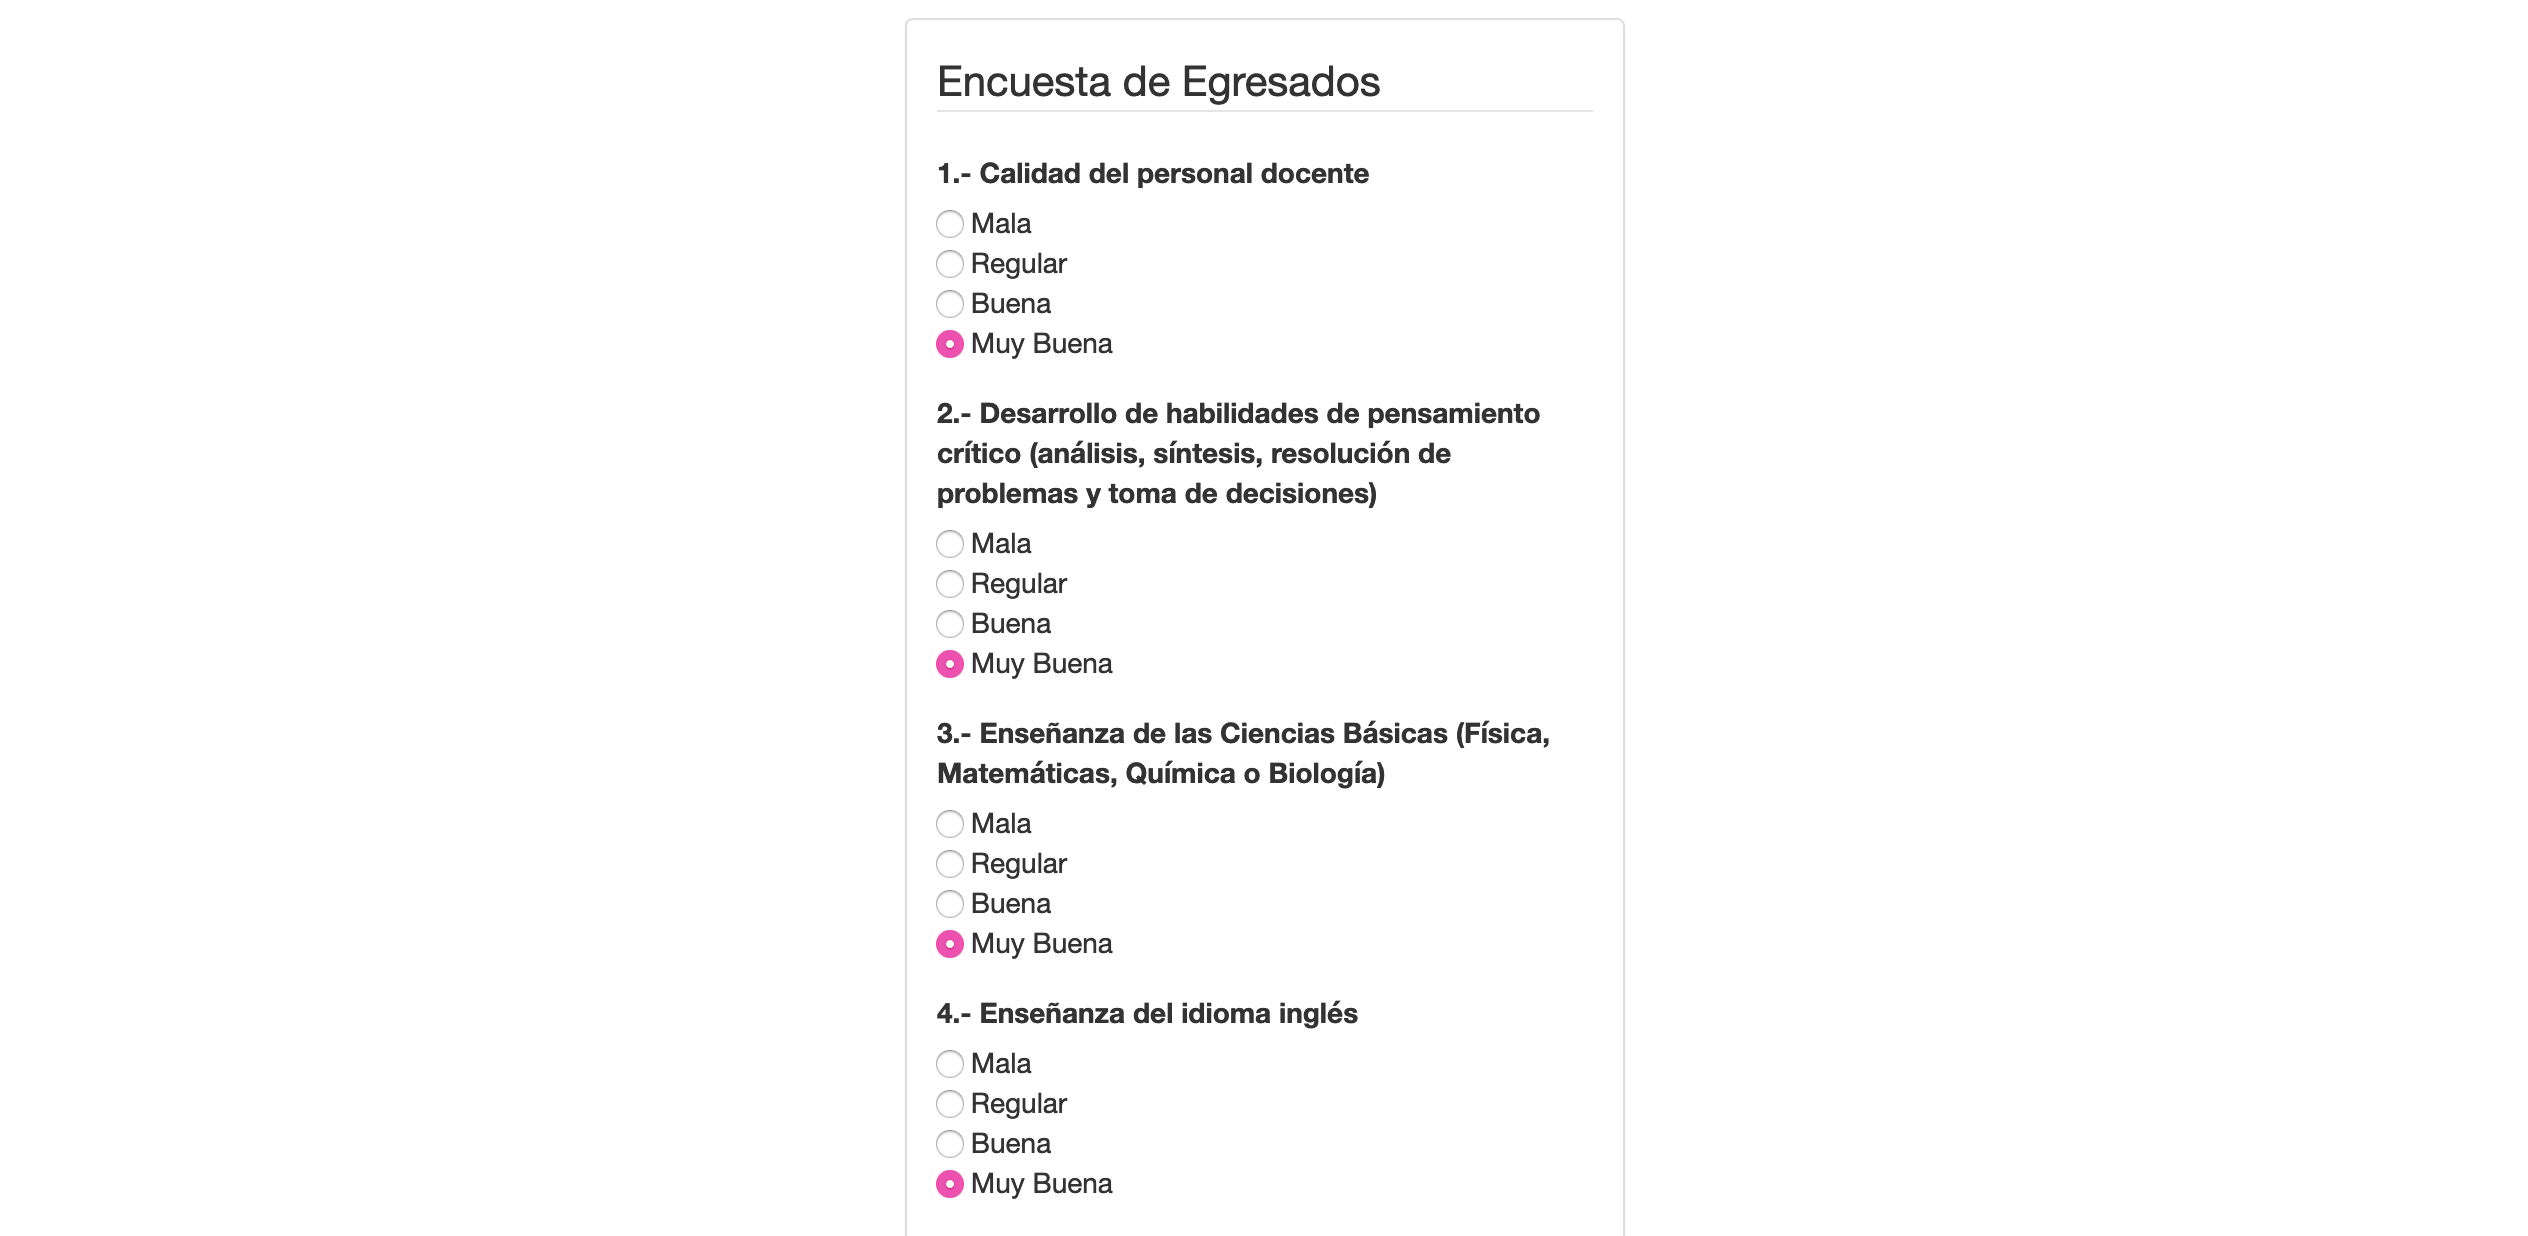 Encuesta de Egresados
1.- Calidad del personal docente
Mala
Regular
Buena
Muy Buena
2.- Desarrollo de habilidades de pensamiento
crítico (análisis, síntesis, resolución de
problemas y toma de decisiones)
Mala
Regular
Buena
Muy Buena
3.- Enseñanza de las Ciencias Básicas (Física,
Matemáticas, Química o Biología)
Mala
Regular
Buena
Muy Buena
4.- Enseñanza del idioma inglés
Mala
Regular
Buena
Muy Buena